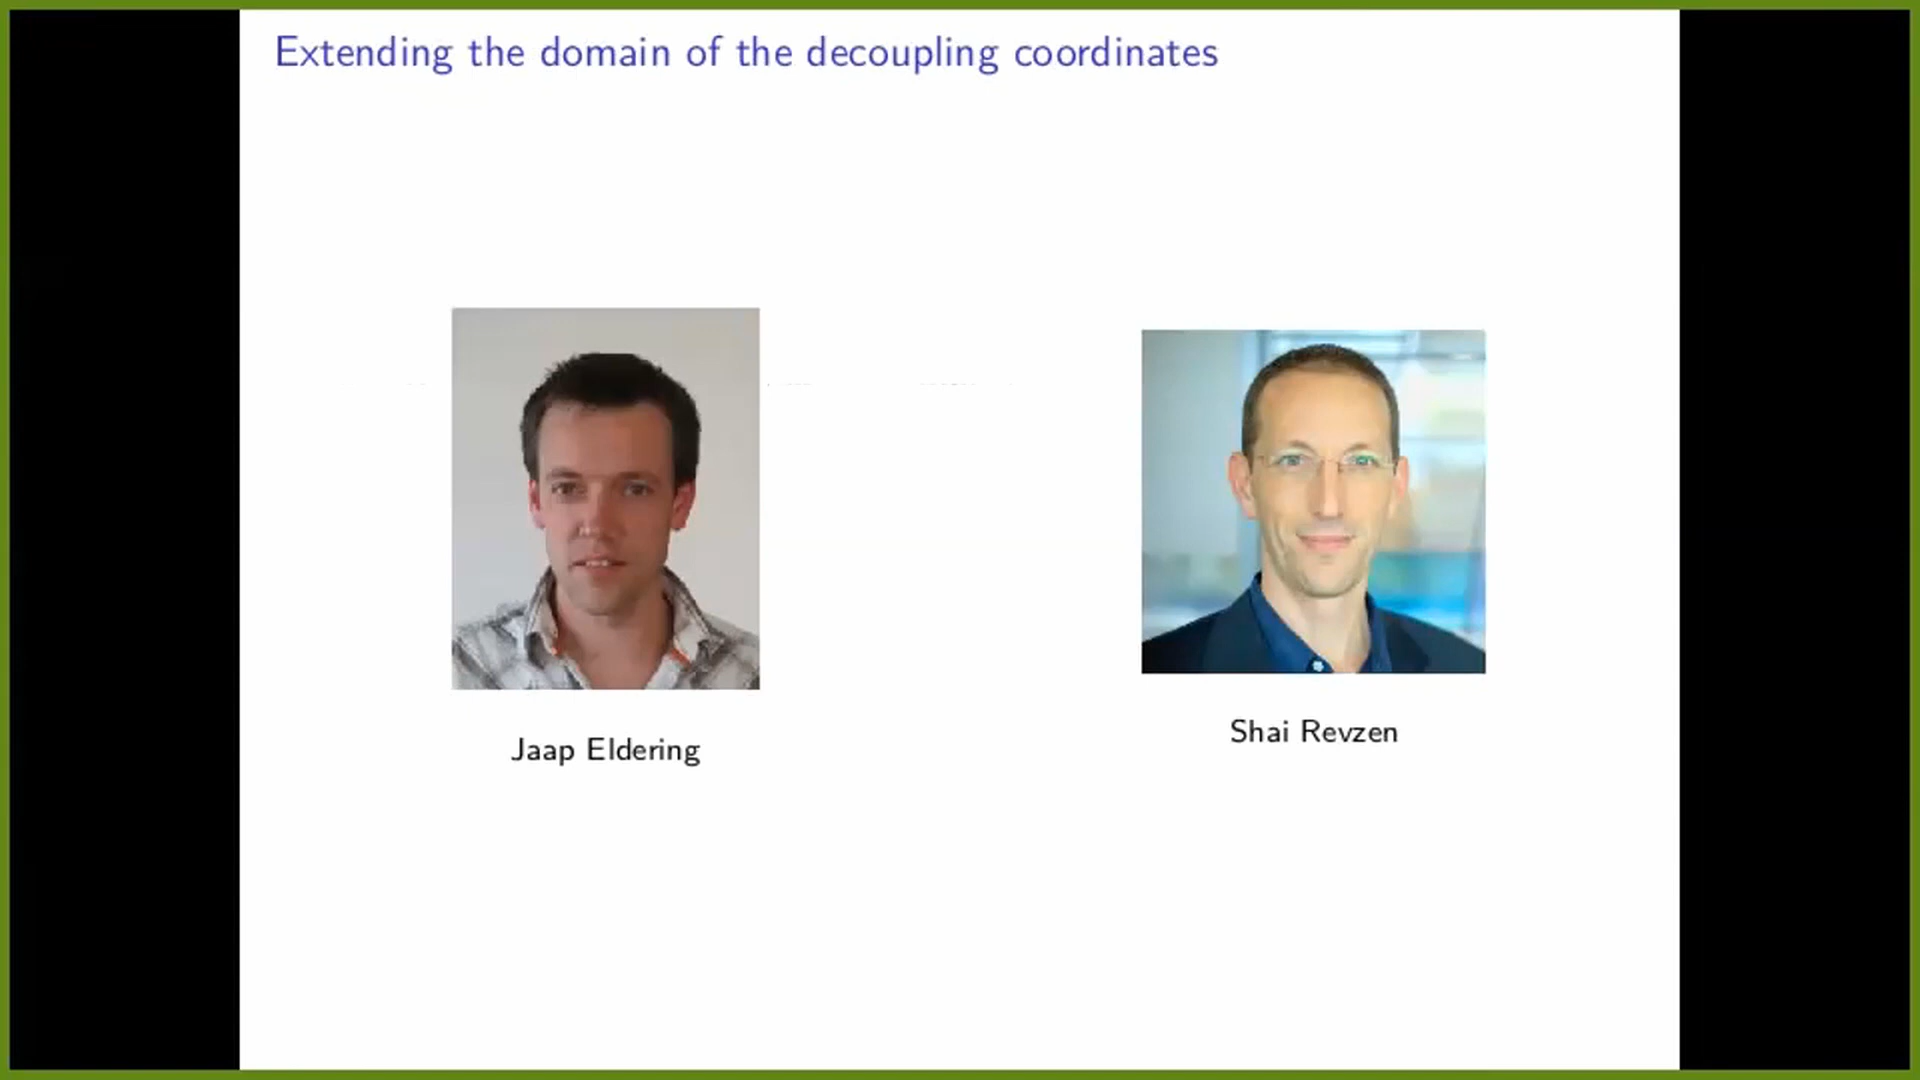 Extending the domain of the decoupling coordinates
Jaap Eldering
Shai Revzen